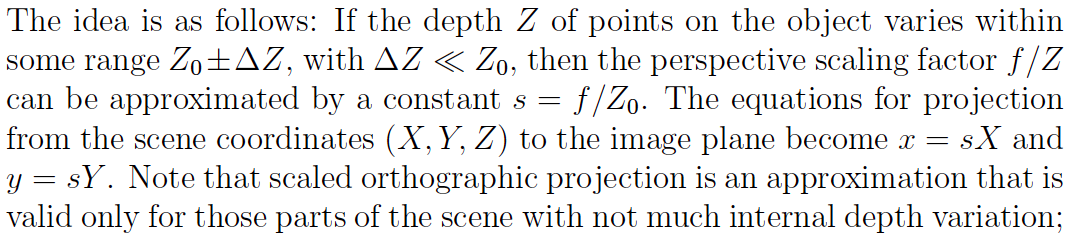 The idea is as follows: If the depth Z of points on the object varies within
some range Z₀±ΔZ, with ΔZ ≪ Z₀, then the perspective scaling factor f/Z
can be approximated by a constant s = f/Z₀. The equations for projection
from the scene coordinates (X, Y, Z) to the image plane become x = sX and
y = sY. Note that scaled orthographic projection is an approximation that is
valid only for those parts of the scene with not much internal depth variation;